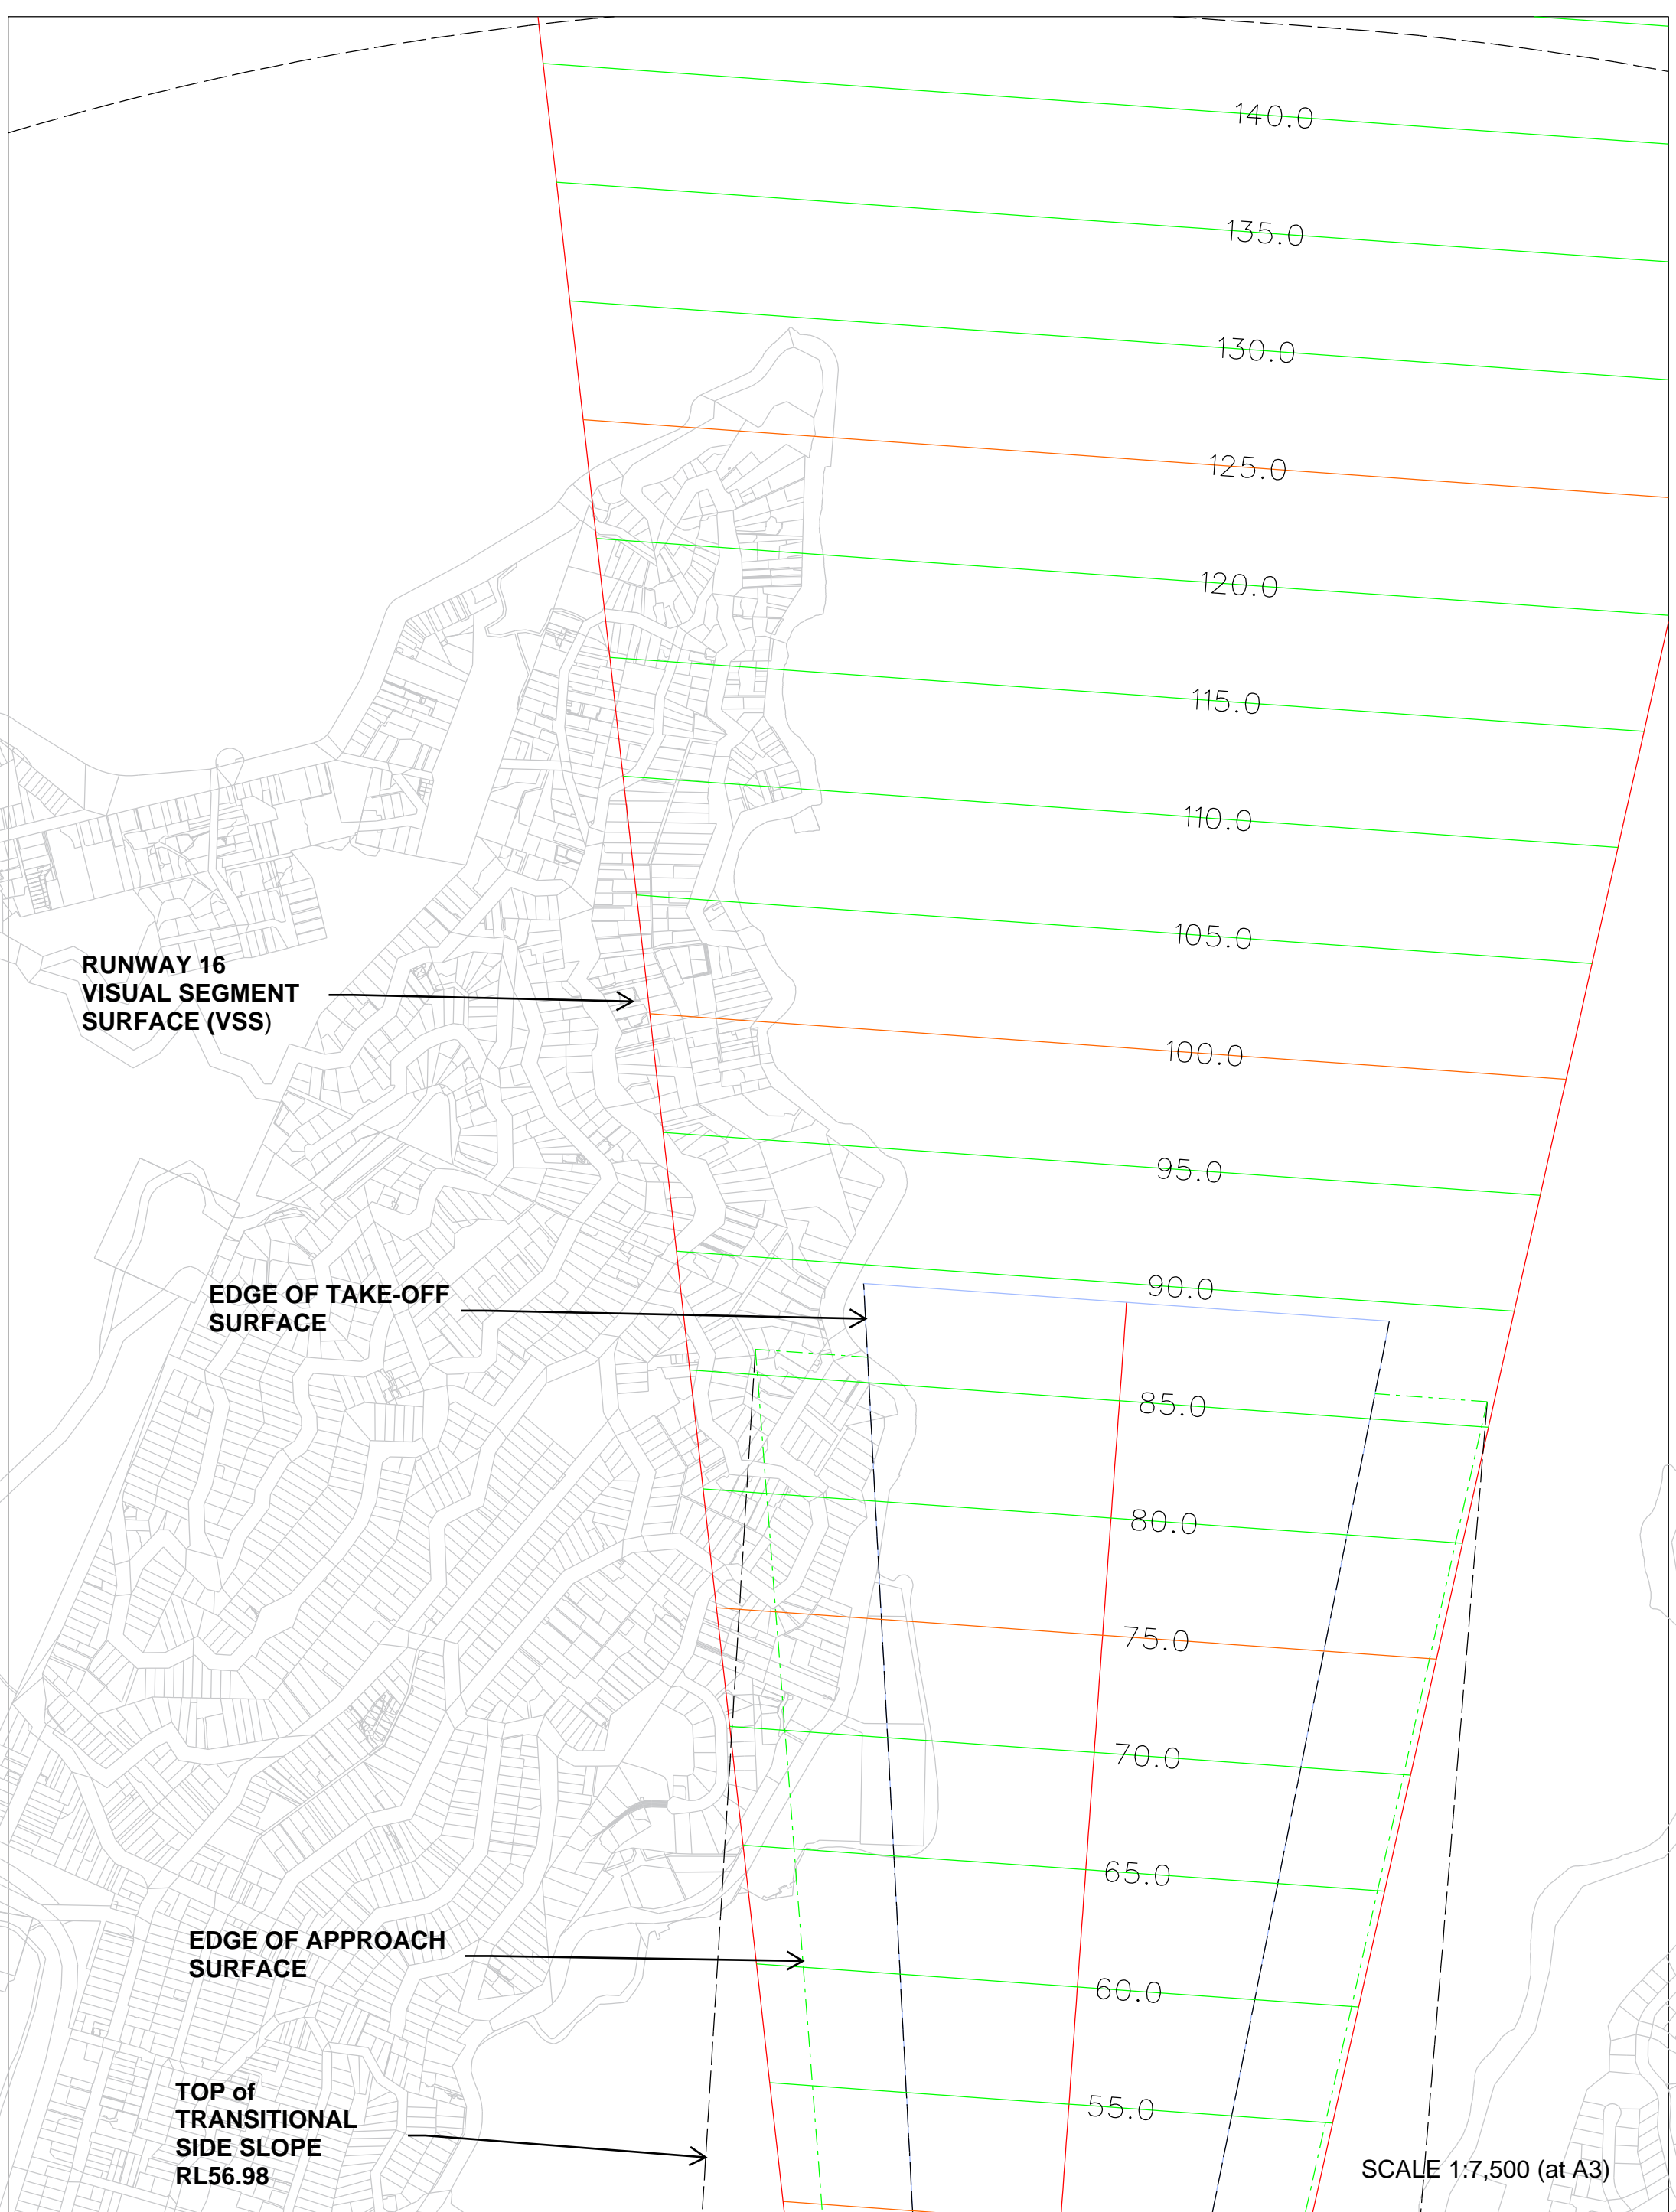 140.0
135.0
130.0
125.0
120.0
115.0
110.0
105.0
RUNWAY 16
VISUAL SEGMENT
SURFACE (VSS)
100.0
95.0
90.0
EDGE OF TAKE-OFF
SURFACE
85.0
80.0
75.0
70.0
65.0
EDGE OF APPROACH
SURFACE
60.0
55.0
TOP of
TRANSITIONAL
SIDE SLOPE
RL56.98
SCALE 1:7,500 (at A3)